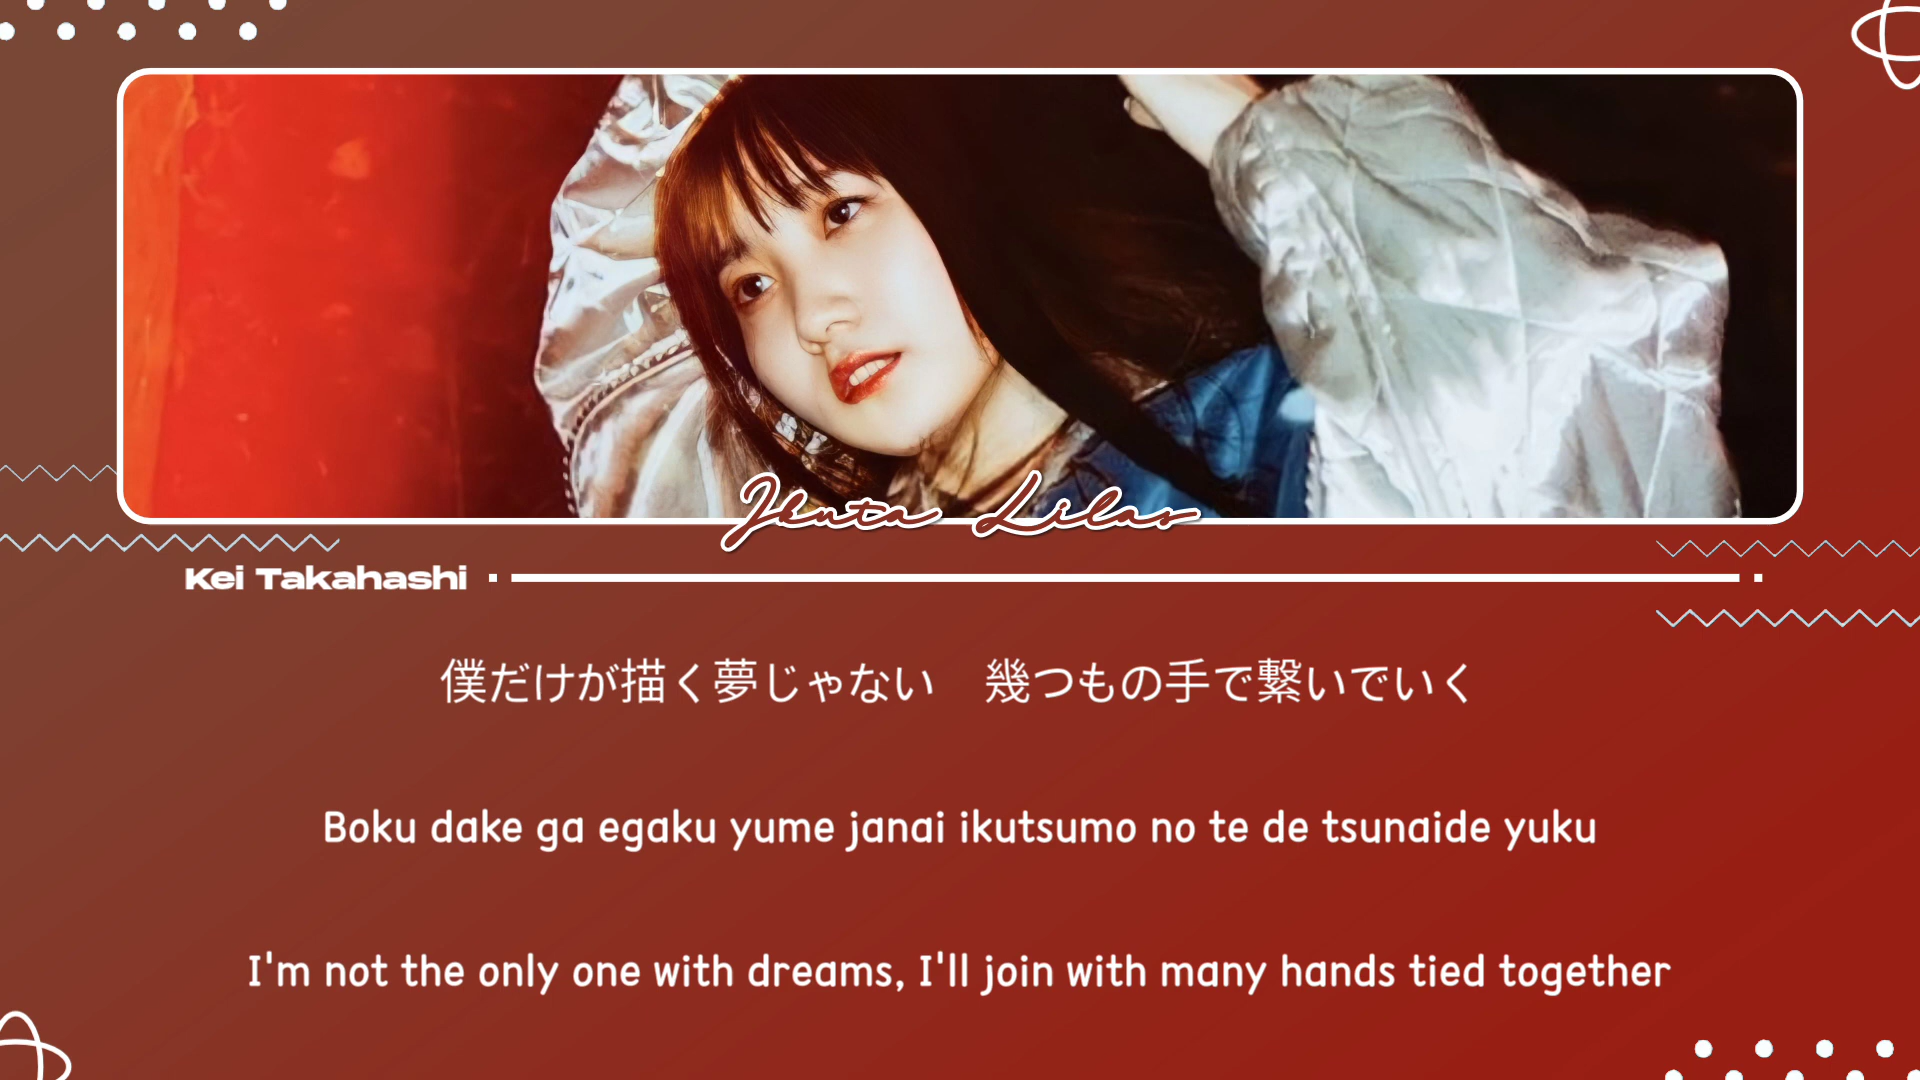 Jenta Lilas
Kei Takahashi
僕だけが描く夢じゃない 幾つもの手で繋いでいく
Boku dake ga egaku yume janai ikutsumo no te de tsunaide yuku
I'm not the only one with dreams, I'll join with many hands tied together